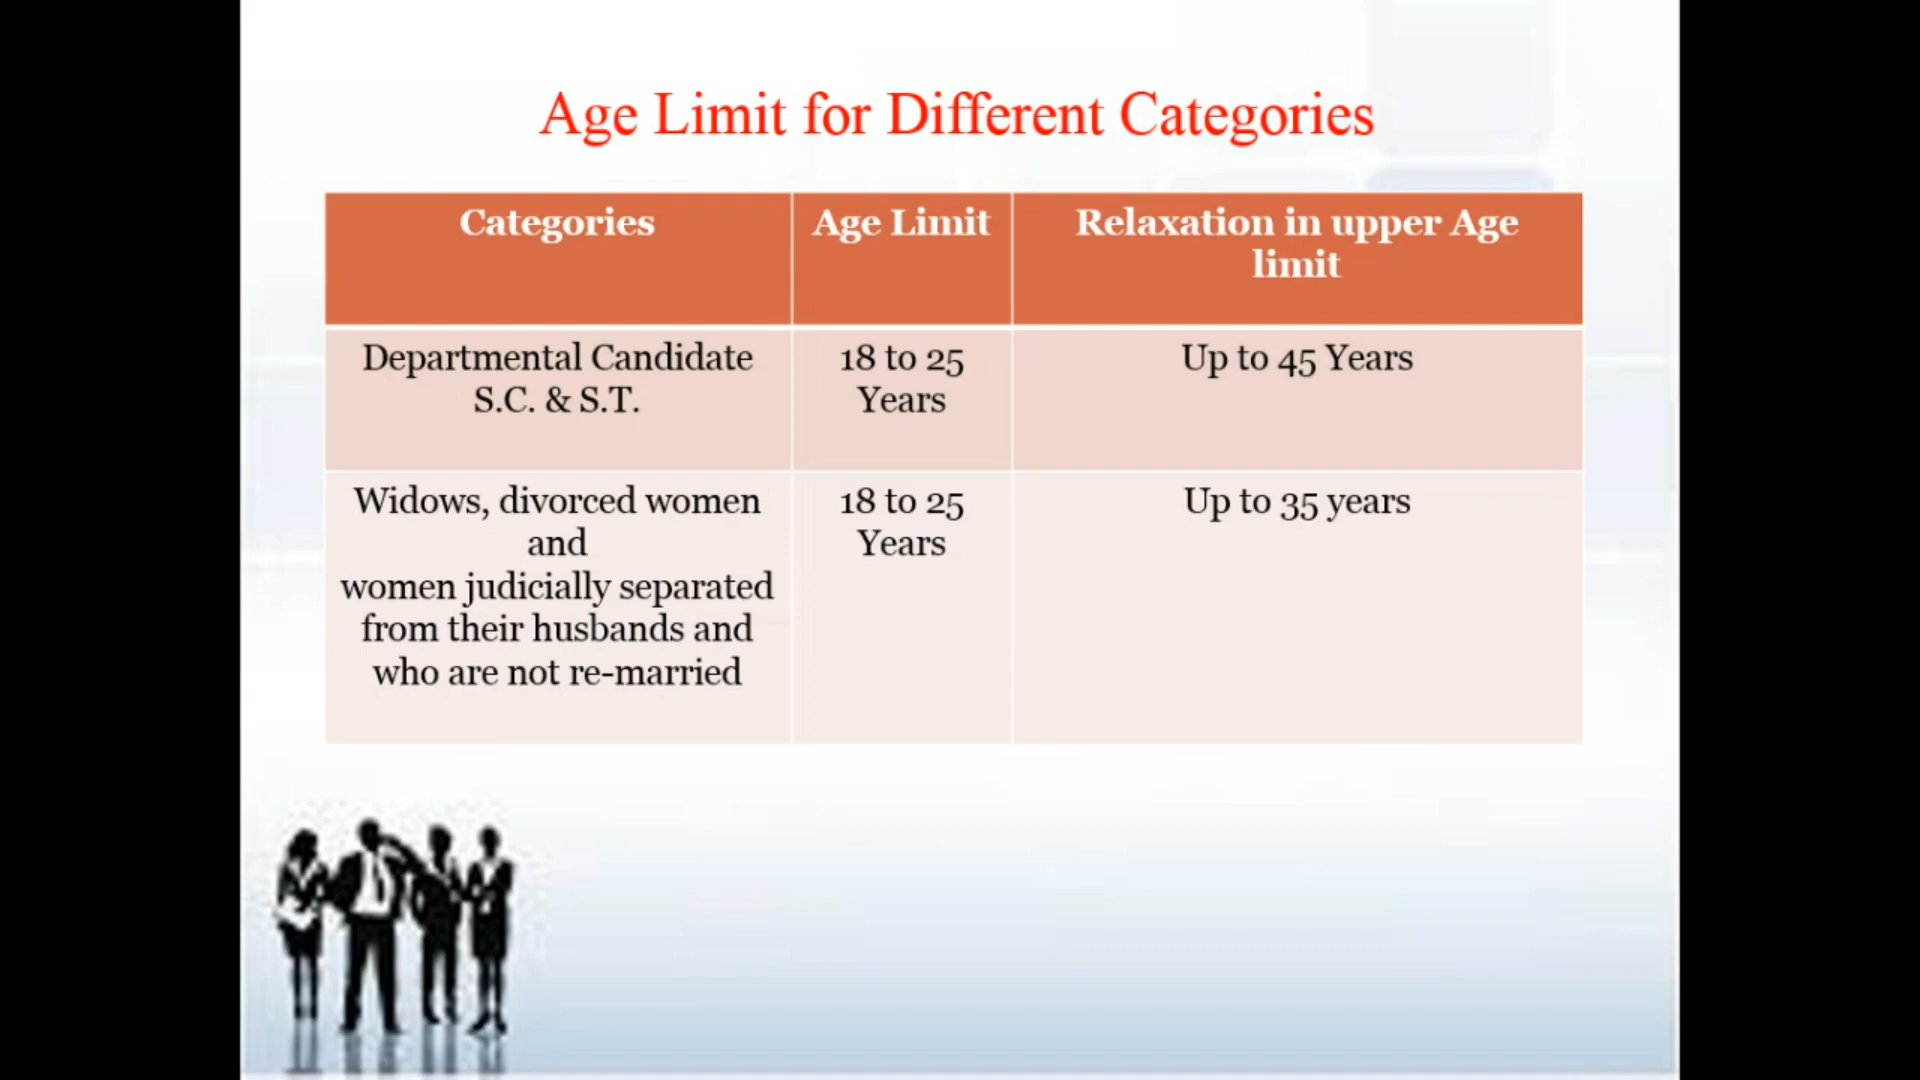 Age Limit for Different Categories
Categories
Age Limit
Relaxation in upper Age
limit
Departmental Candidate
S.C. & S.T.
18 to 25
Years
Up to 45 Years
Widows, divorced women
and
women judicially separated
from their husbands and
who are not re-married
18 to 25
Years
Up to 35 years